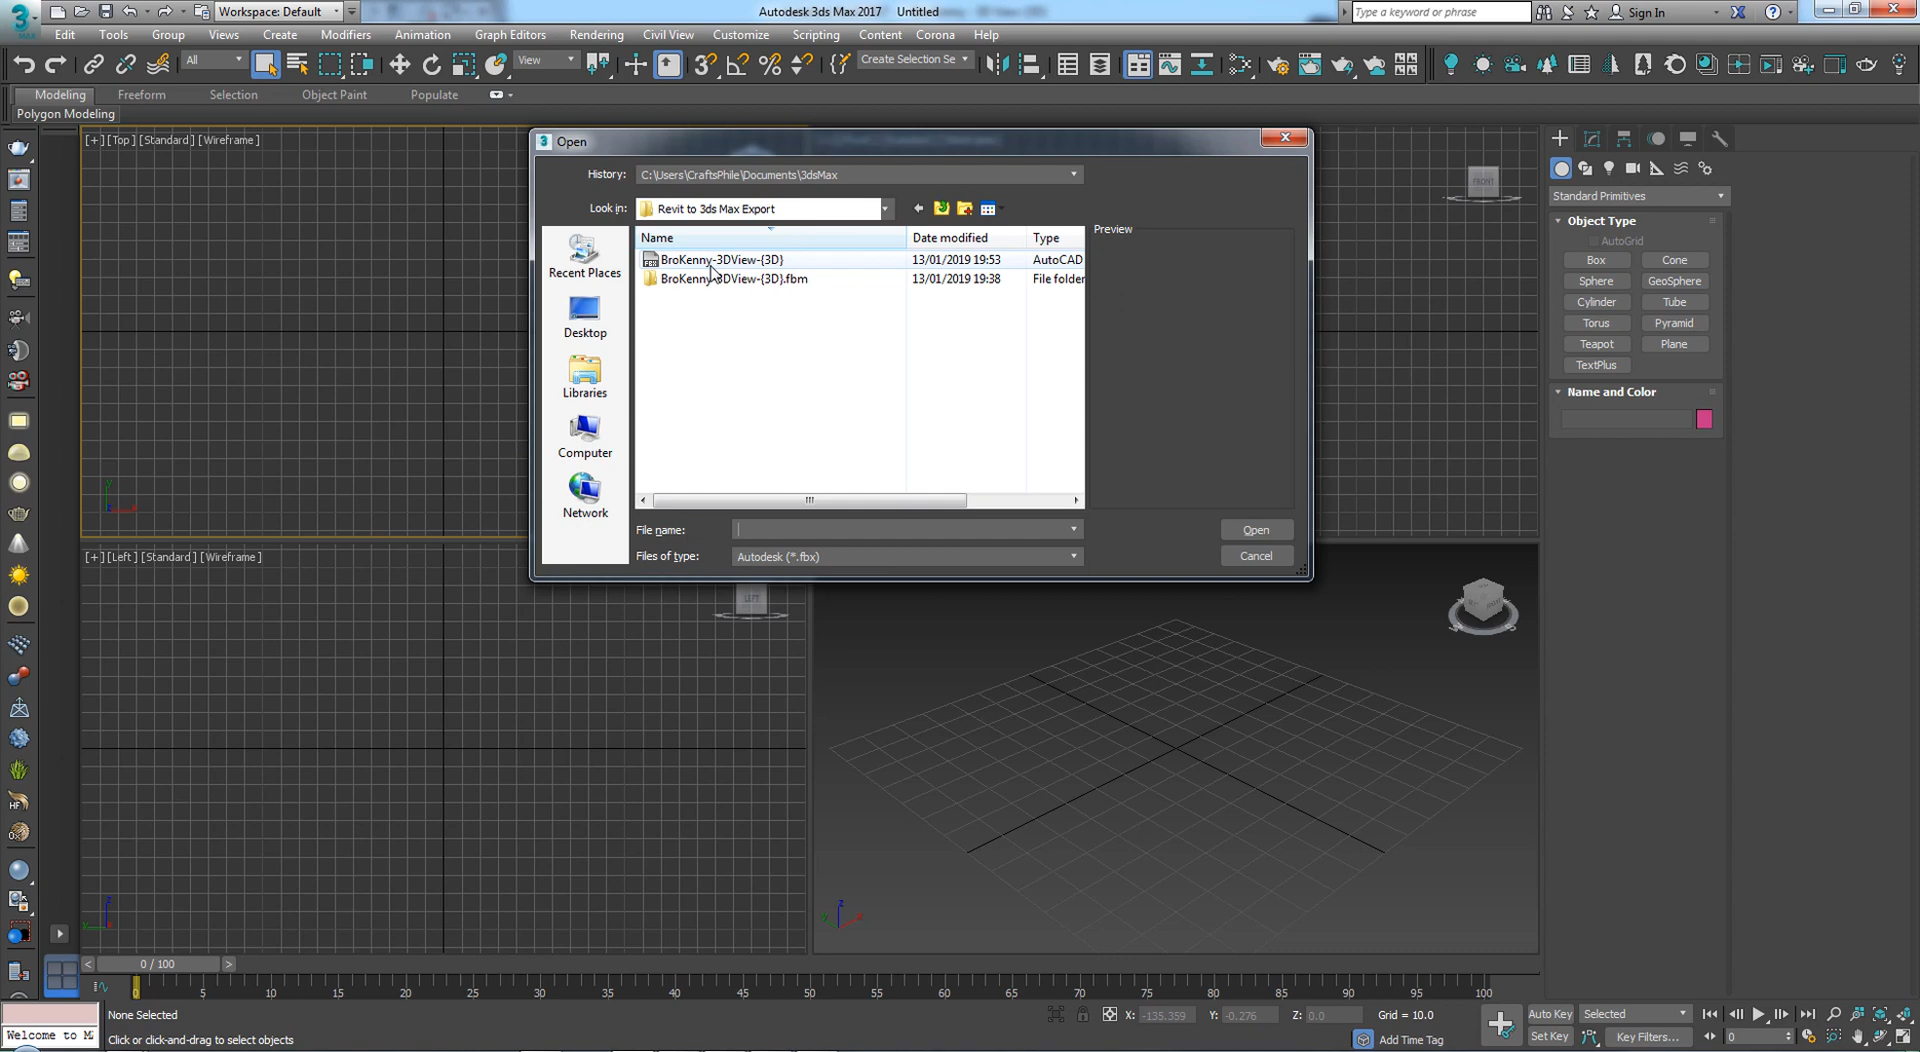 Workspace: Default
Autodesk 3ds Max 2017    Untitled
Type a keyword or phrase
Sign In
MAX
Edit Tools Group Views Create Modifiers Animation Graph Editors Rendering Civil View Customize Scripting Content Corona Help
All
View
Create Selection Se
Modeling Freeform Selection Object Paint Populate
Polygon Modeling
[+] [Top] [Standard] [Wireframe]
FRONT
Open
History: C:\Users\CraftsPhile\Documents\3dsMax
Look in: Revit to 3ds Max Export
Name Date modified Type
BroKenny-3DView-{3D} 13/01/2019 19:53 AutoCAD
BroKenny-3DView-{3D}.fbm 13/01/2019 19:38 File folder
Preview
Recent Places
Desktop
Libraries
Computer
Network
File name:
Open
Files of type: Autodesk (*.fbx)
Cancel
Standard Primitives
Object Type
AutoGrid
Box Cone
Sphere GeoSphere
Cylinder Tube
Torus Pyramid
Teapot Plane
TextPlus
Name and Color
[+] [Left] [Standard] [Wireframe]
LEFT
0 / 100
0 5 10 15 20 25 30 35 40 45 50 55 60 65 70 75 80 85 90 95 100
None Selected
X: -135.359 Y: -0.276 Z: 0.0 Grid = 10.0
Auto Key Selected
Welcome to M
Click or click-and-drag to select objects
Add Time Tag
Set Key Key Filters...
0